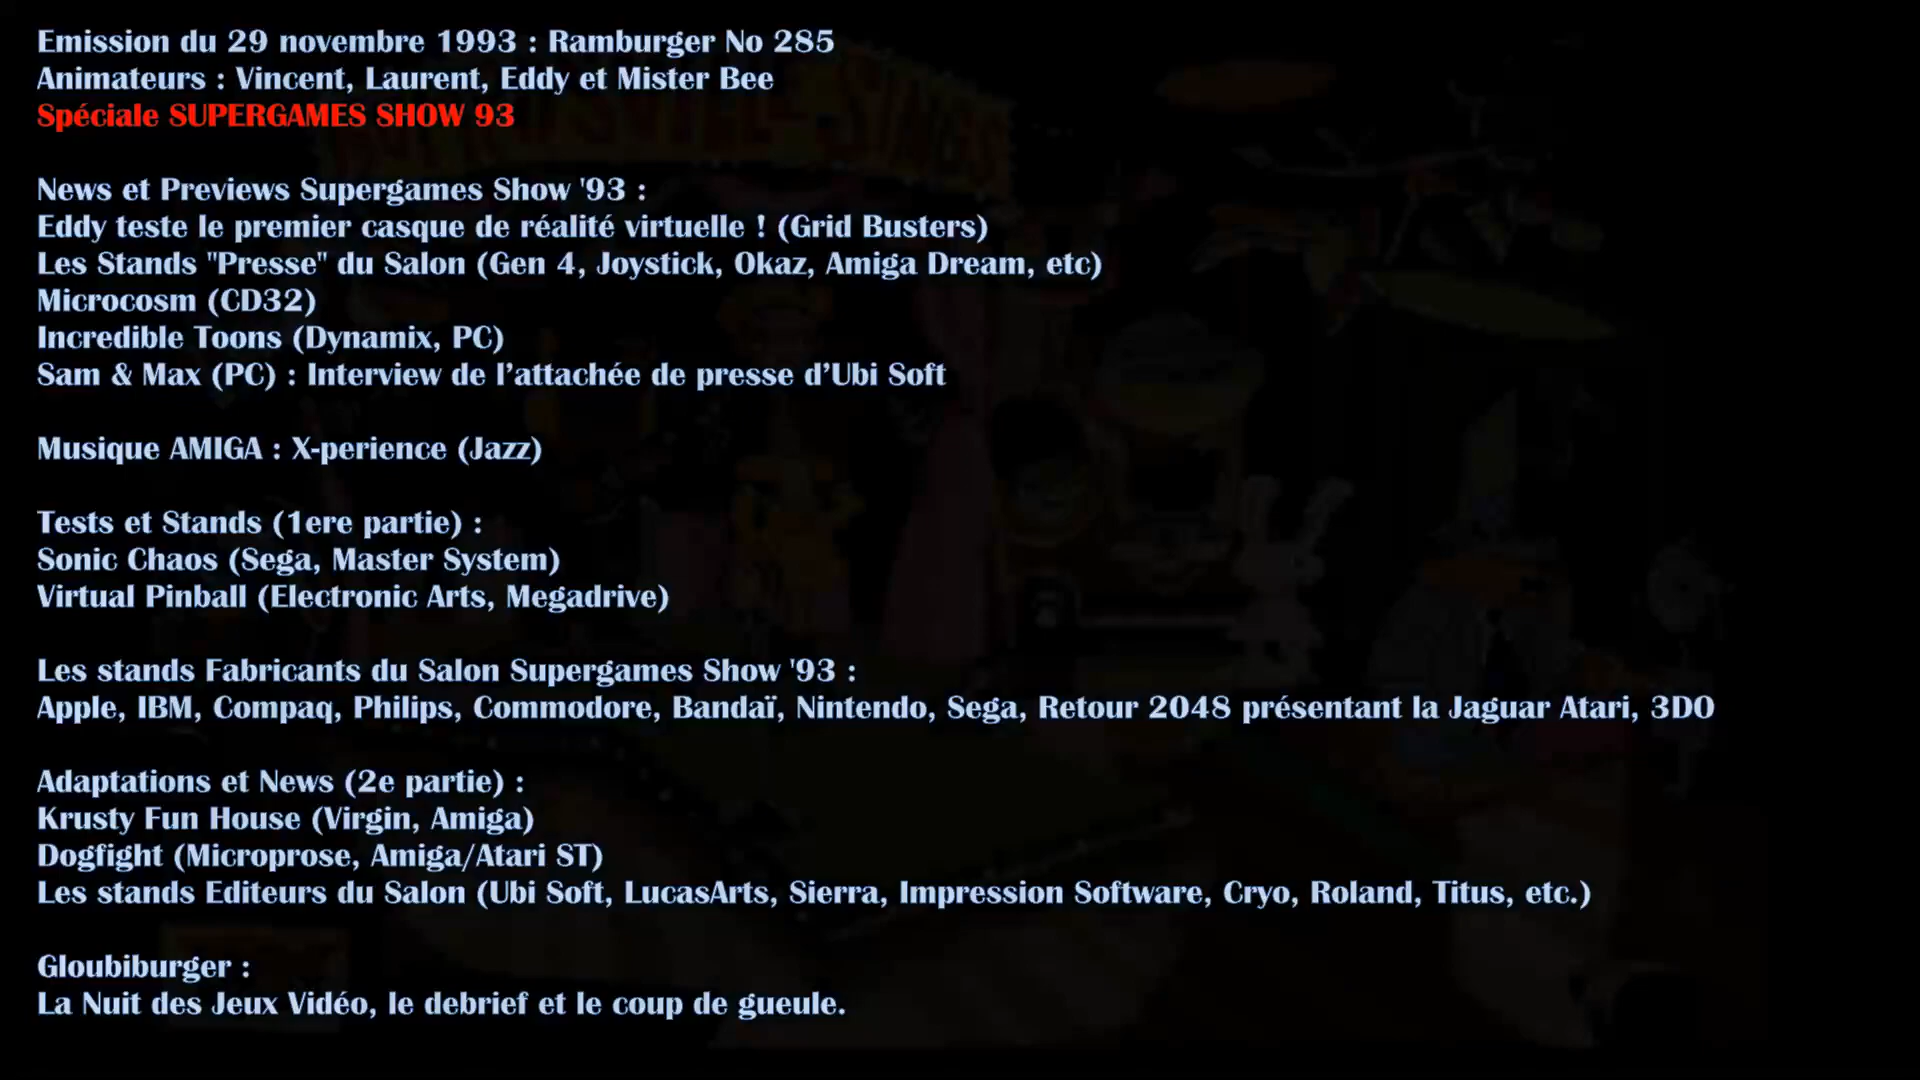 Emission du 29 novembre 1993 : Ramburger No 285
Animateurs : Vincent, Laurent, Eddy et Mister Bee
Spéciale SUPERGAMES SHOW 93
News et Previews Supergames Show '93 :
Eddy teste le premier casque de réalité virtuelle ! (Grid Busters)
Les Stands "Presse" du Salon (Gen 4, Joystick, Okaz, Amiga Dream, etc)
Microcosm (CD32)
Incredible Toons (Dynamix, PC)
Sam & Max (PC) : Interview de l’attachée de presse d’Ubi Soft
Musique AMIGA : X-perience (Jazz)
Tests et Stands (1ere partie) :
Sonic Chaos (Sega, Master System)
Virtual Pinball (Electronic Arts, Megadrive)
Les stands Fabricants du Salon Supergames Show '93 :
Apple, IBM, Compaq, Philips, Commodore, Bandaï, Nintendo, Sega, Retour 2048 présentant la Jaguar Atari, 3DO
Adaptations et News (2e partie) :
Krusty Fun House (Virgin, Amiga)
Dogfight (Microprose, Amiga/Atari ST)
Les stands Editeurs du Salon (Ubi Soft, LucasArts, Sierra, Impression Software, Cryo, Roland, Titus, etc.)
Gloubiburger :
La Nuit des Jeux Vidéo, le debrief et le coup de gueule.